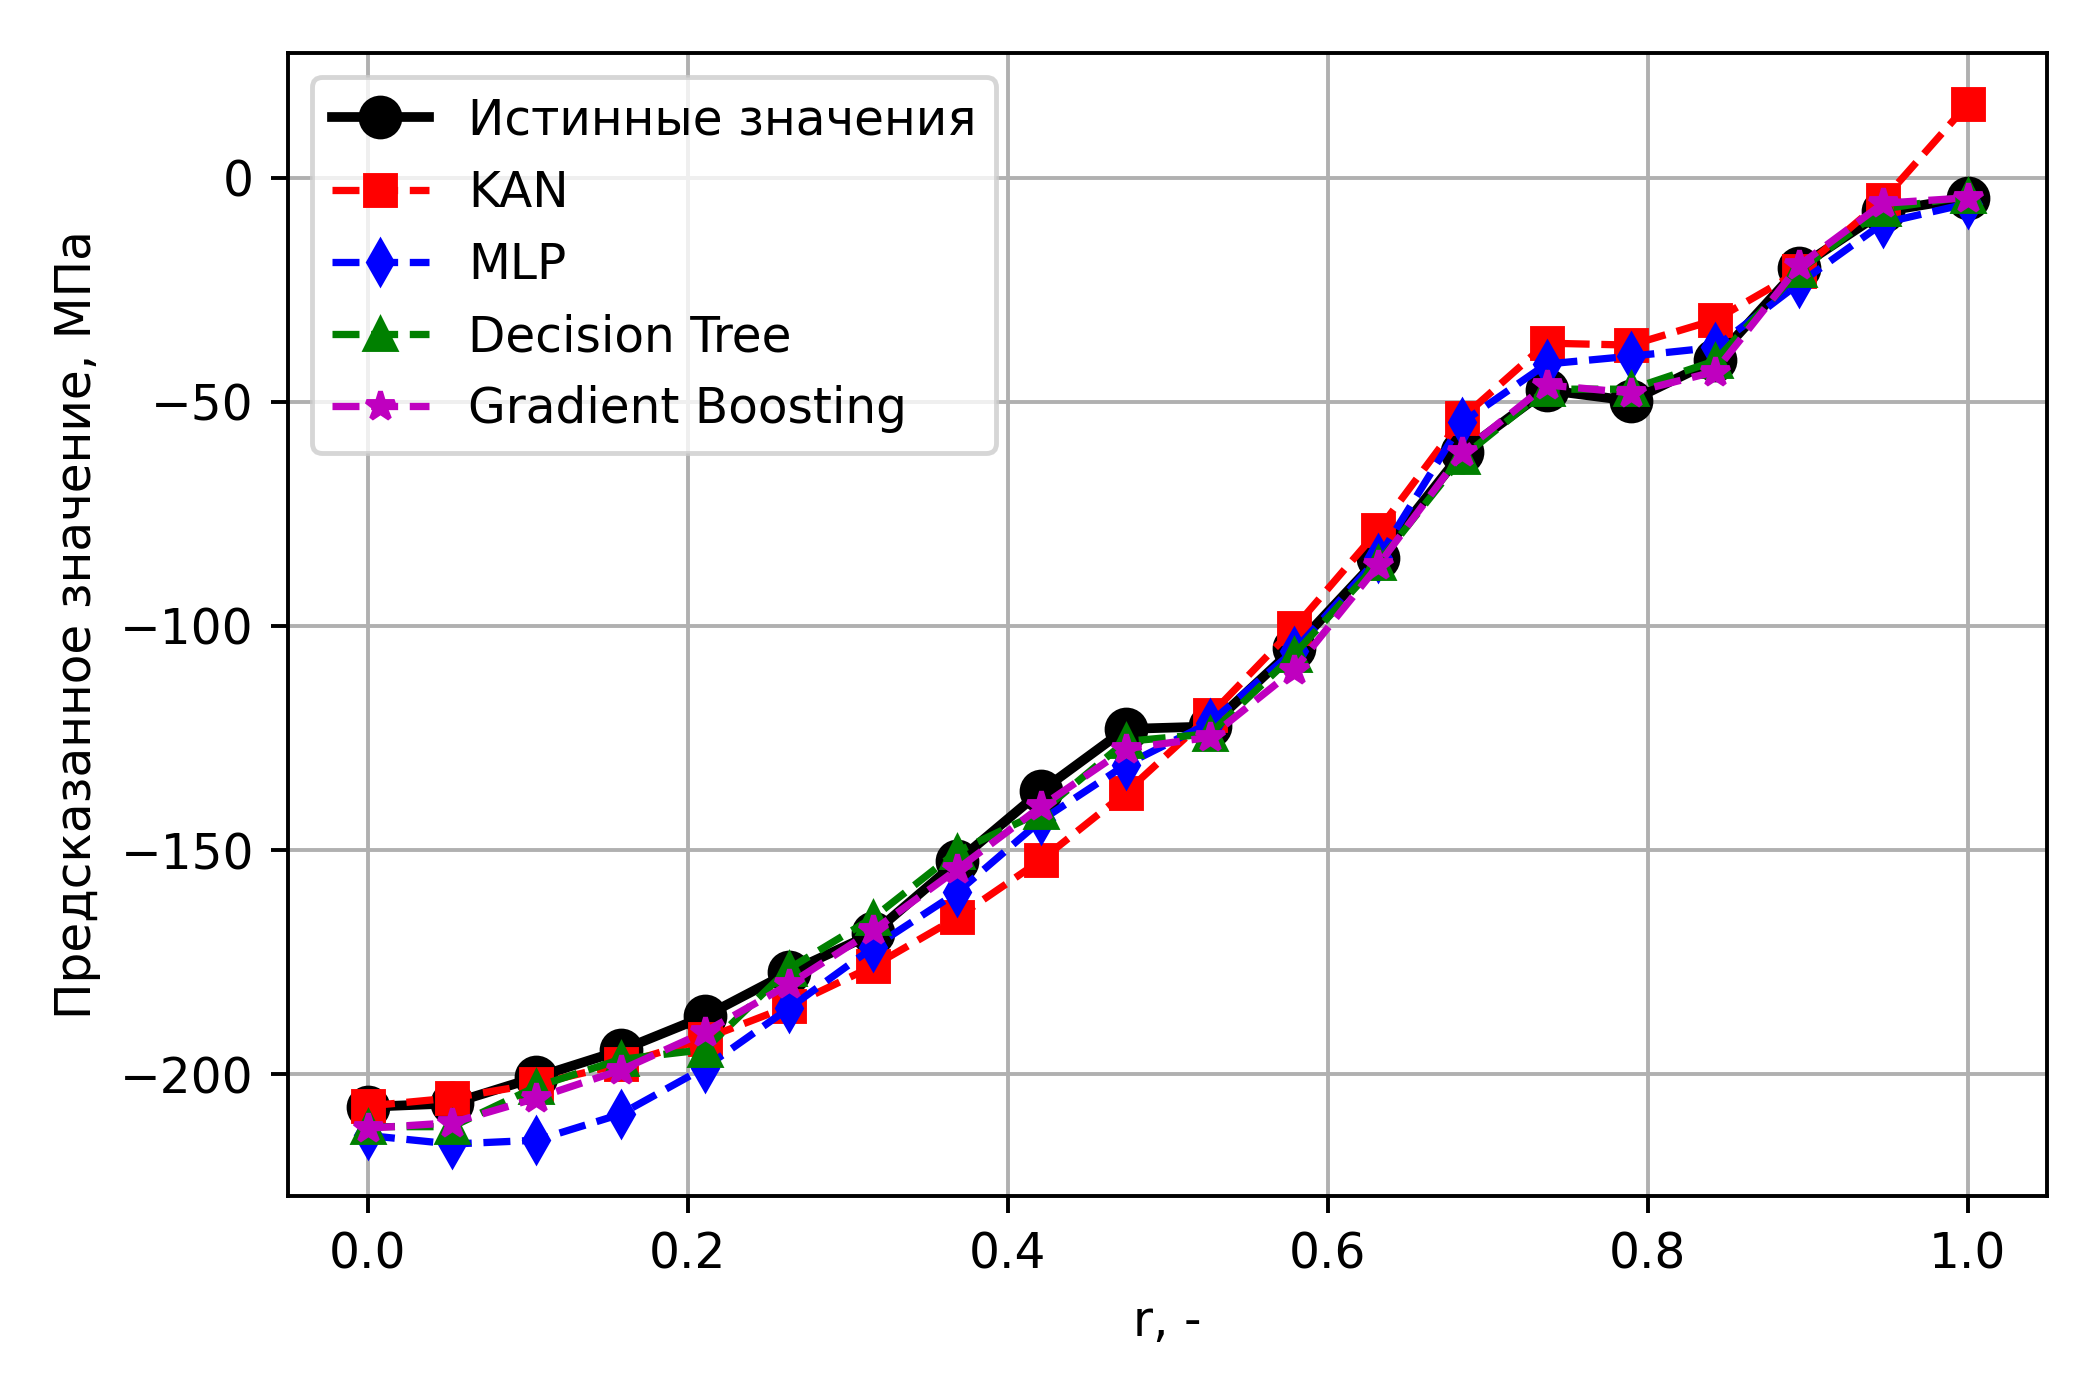 Истинные значения
KAN
MLP
Decision Tree
Gradient Boosting
Предсказанное значение, МПа
0
−50
−100
−150
−200
0.0 0.2 0.4 0.6 0.8 1.0
r, -